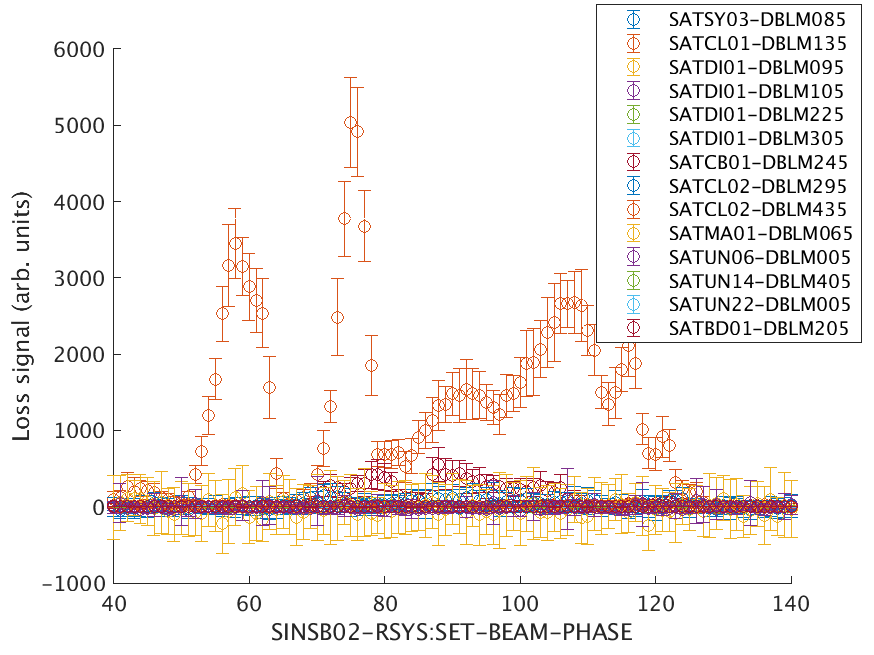 SATSY03-DBLM085
SATCL01-DBLM135
SATDI01-DBLM095
SATDI01-DBLM105
SATDI01-DBLM225
SATDI01-DBLM305
SATCB01-DBLM245
SATCL02-DBLM295
SATCL02-DBLM435
SATMA01-DBLM065
SATUN06-DBLM005
SATUN14-DBLM405
SATUN22-DBLM005
SATBD01-DBLM205
6000
5000
4000
3000
2000
1000
0
-1000
Loss signal (arb. units)
40 60 80 100 120 140
SINSB02-RSYS:SET-BEAM-PHASE